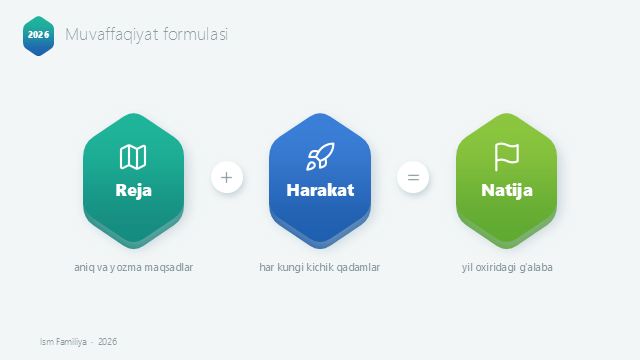 2026
Muvaffaqiyat formulasi
Reja
+
Harakat
=
Natija
aniq va yozma maqsadlar
har kungi kichik qadamlar
yil oxiridagi g'alaba
Ism Familiya · 2026